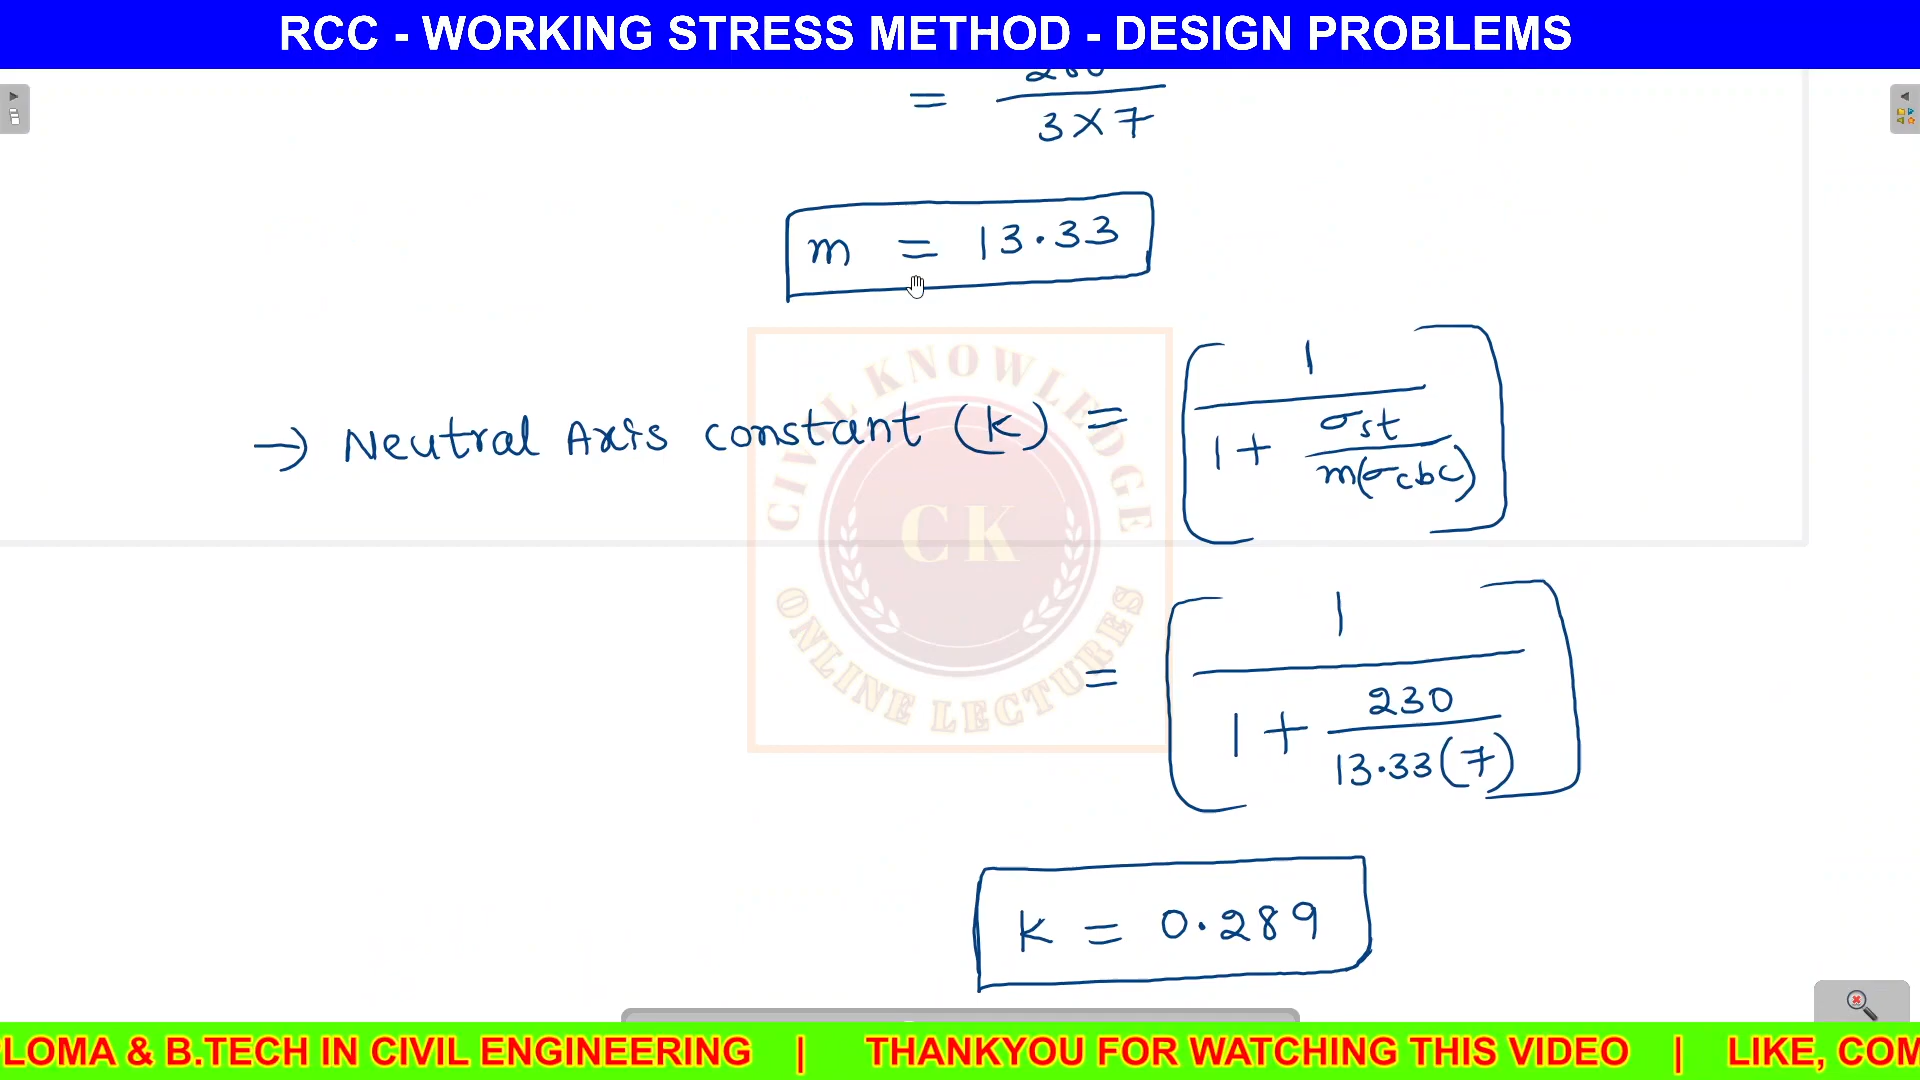 RCC - WORKING STRESS METHOD - DESIGN PROBLEMS
= 280 / 3 × 7
m = 13.33
→ Neutral Axis constant (k) = [ 1 / 1 + σst / m(σcbc) ]
= [ 1 / 1 + 230 / 13.33(7) ]
k = 0.289
CIVIL KNOWLEDGE
CK
ONLINE LECTURES
LOMA & B.TECH IN CIVIL ENGINEERING | THANKYOU FOR WATCHING THIS VIDEO | LIKE, COM